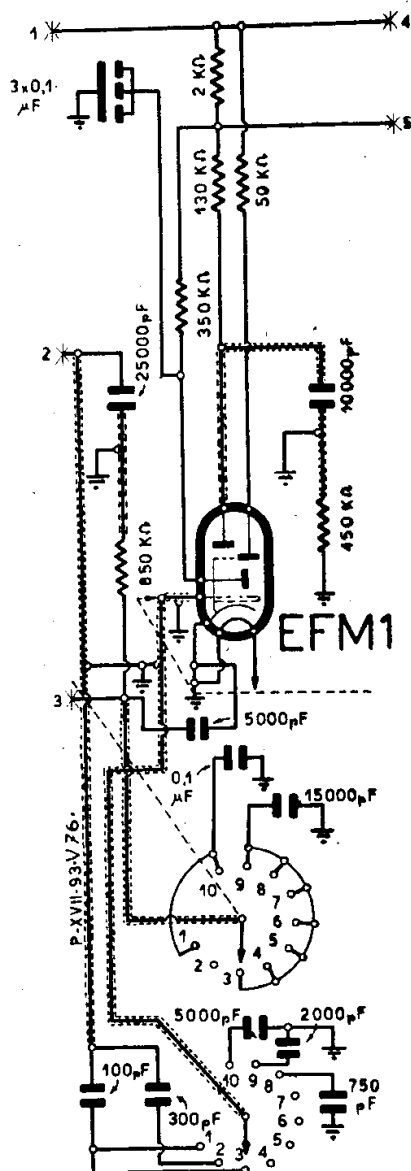 1
4
3x0,1.
µF
2 KΩ
5
130 KΩ
50 KΩ
350 KΩ
2
25000pF
10000pF
450 KΩ
850 KΩ
EFM1
3
5000pF
0,1
µF
15000pF
P-XVII-93-V/76.
10
9
8
7
6
5
4
3
2
1
5000pF
2000pF
10
9
8
7
6
5
4
3
2
1
750
pF
100pF
300pF